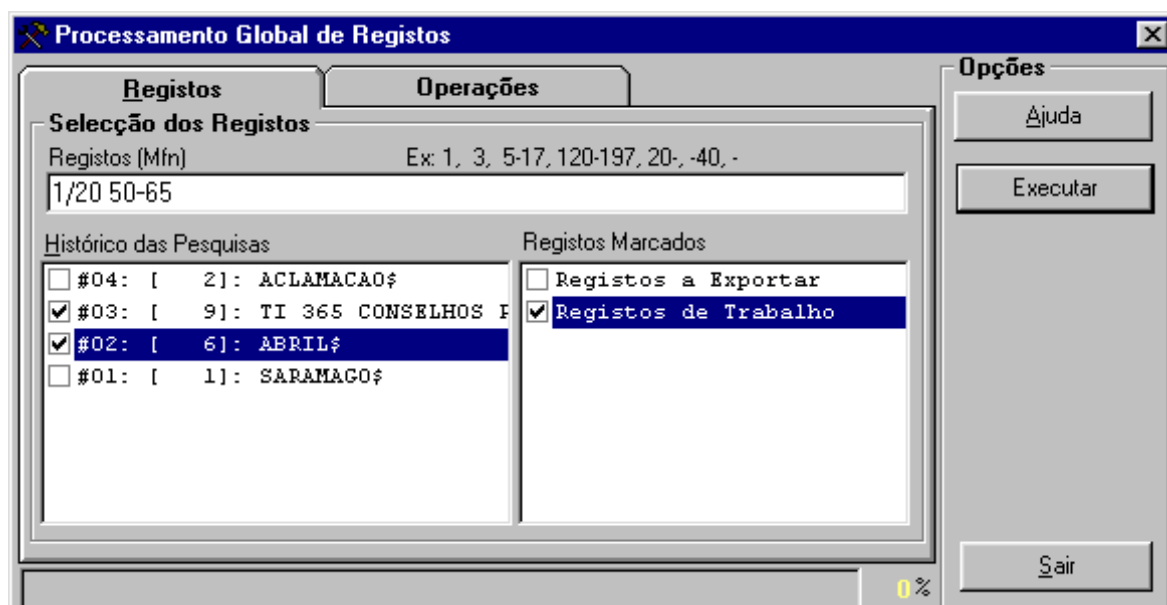 Processamento Global de Registos
Registos
Operações
Opções
Selecção dos Registos
Ajuda
Registos (Mfn)
Ex: 1, 3, 5-17, 120-197, 20-, -40, -
1/20 50-65
Executar
Histórico das Pesquisas
Registos Marcados
#04: [ 2]: ACLAMACAO$
#03: [ 9]: TI 365 CONSELHOS
#02: [ 6]: ABRIL$
#01: [ 1]: SARAMAGO$
Registos a Exportar
Registos de Trabalho
Sair
0%